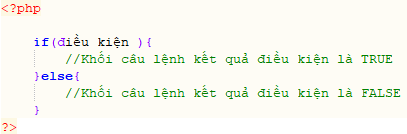 <?php
if(điều kiện ){
//Khối câu lệnh kết quả điều kiện là TRUE
}else{
//Khối câu lệnh kết quả điều kiện là FALSE
}
?>